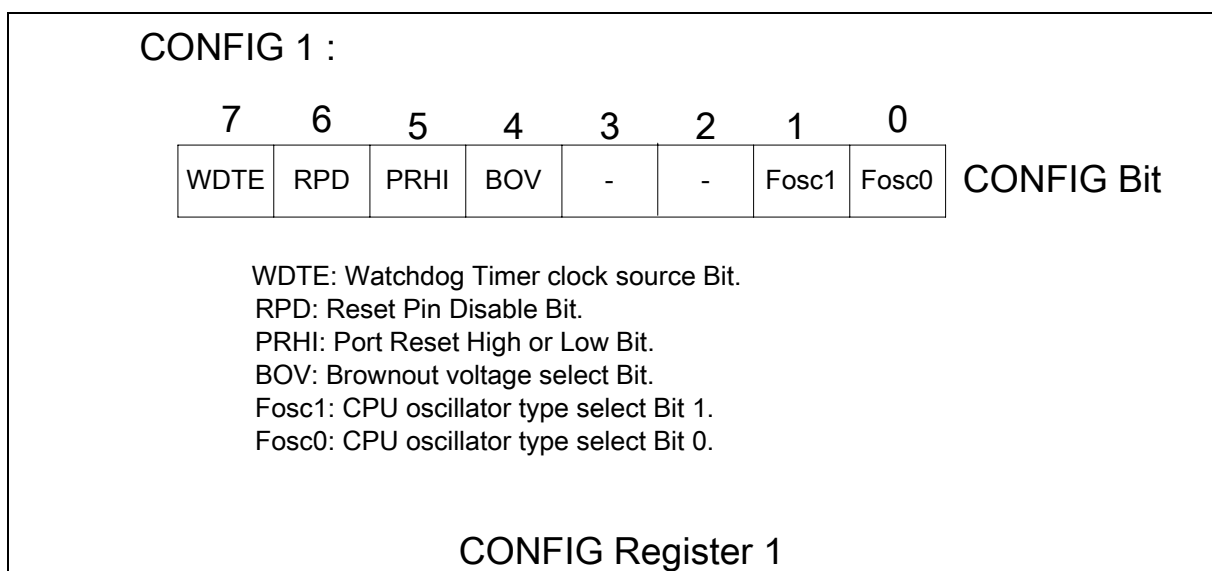 CONFIG 1 :
7 6 5 4 3 2 1 0
WDTE RPD PRHI BOV - - Fosc1 Fosc0 CONFIG Bit
WDTE: Watchdog Timer clock source Bit.
RPD: Reset Pin Disable Bit.
PRHI: Port Reset High or Low Bit.
BOV: Brownout voltage select Bit.
Fosc1: CPU oscillator type select Bit 1.
Fosc0: CPU oscillator type select Bit 0.
CONFIG Register 1